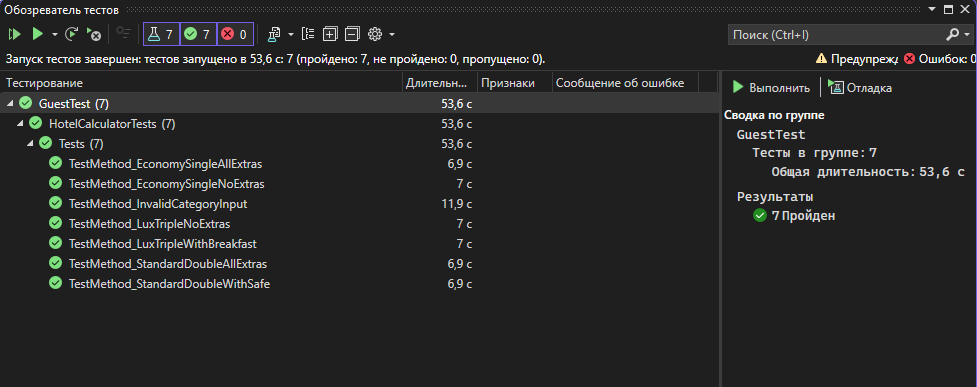 Обозреватель тестов
7 7 0
Поиск (Ctrl+I)
Запуск тестов завершен: тестов запущено в 53,6 с: 7 (пройдено: 7, не пройдено: 0, пропущено: 0).
Предупрежд Ошибок: 0
Тестирование Длительн... Признаки Сообщение об ошибке
GuestTest (7) 53,6 с
HotelCalculatorTests (7) 53,6 с
Tests (7) 53,6 с
TestMethod_EconomySingleAllExtras 6,9 с
TestMethod_EconomySingleNoExtras 7 с
TestMethod_InvalidCategoryInput 11,9 с
TestMethod_LuxTripleNoExtras 7 с
TestMethod_LuxTripleWithBreakfast 7 с
TestMethod_StandardDoubleAllExtras 6,9 с
TestMethod_StandardDoubleWithSafe 6,9 с
Выполнить Отладка
Сводка по группе
GuestTest
Тесты в группе: 7
Общая длительность: 53,6 с
Результаты
7 Пройден